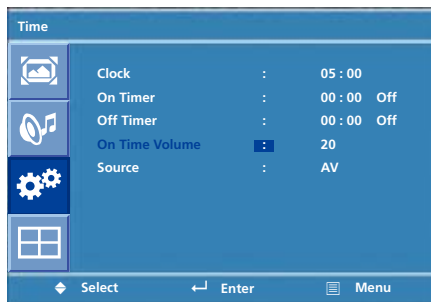 Time
Clock : 05 : 00
On Timer : 00 : 00 Off
Off Timer : 00 : 00 Off
On Time Volume : 20
Source : AV
Select Enter Menu